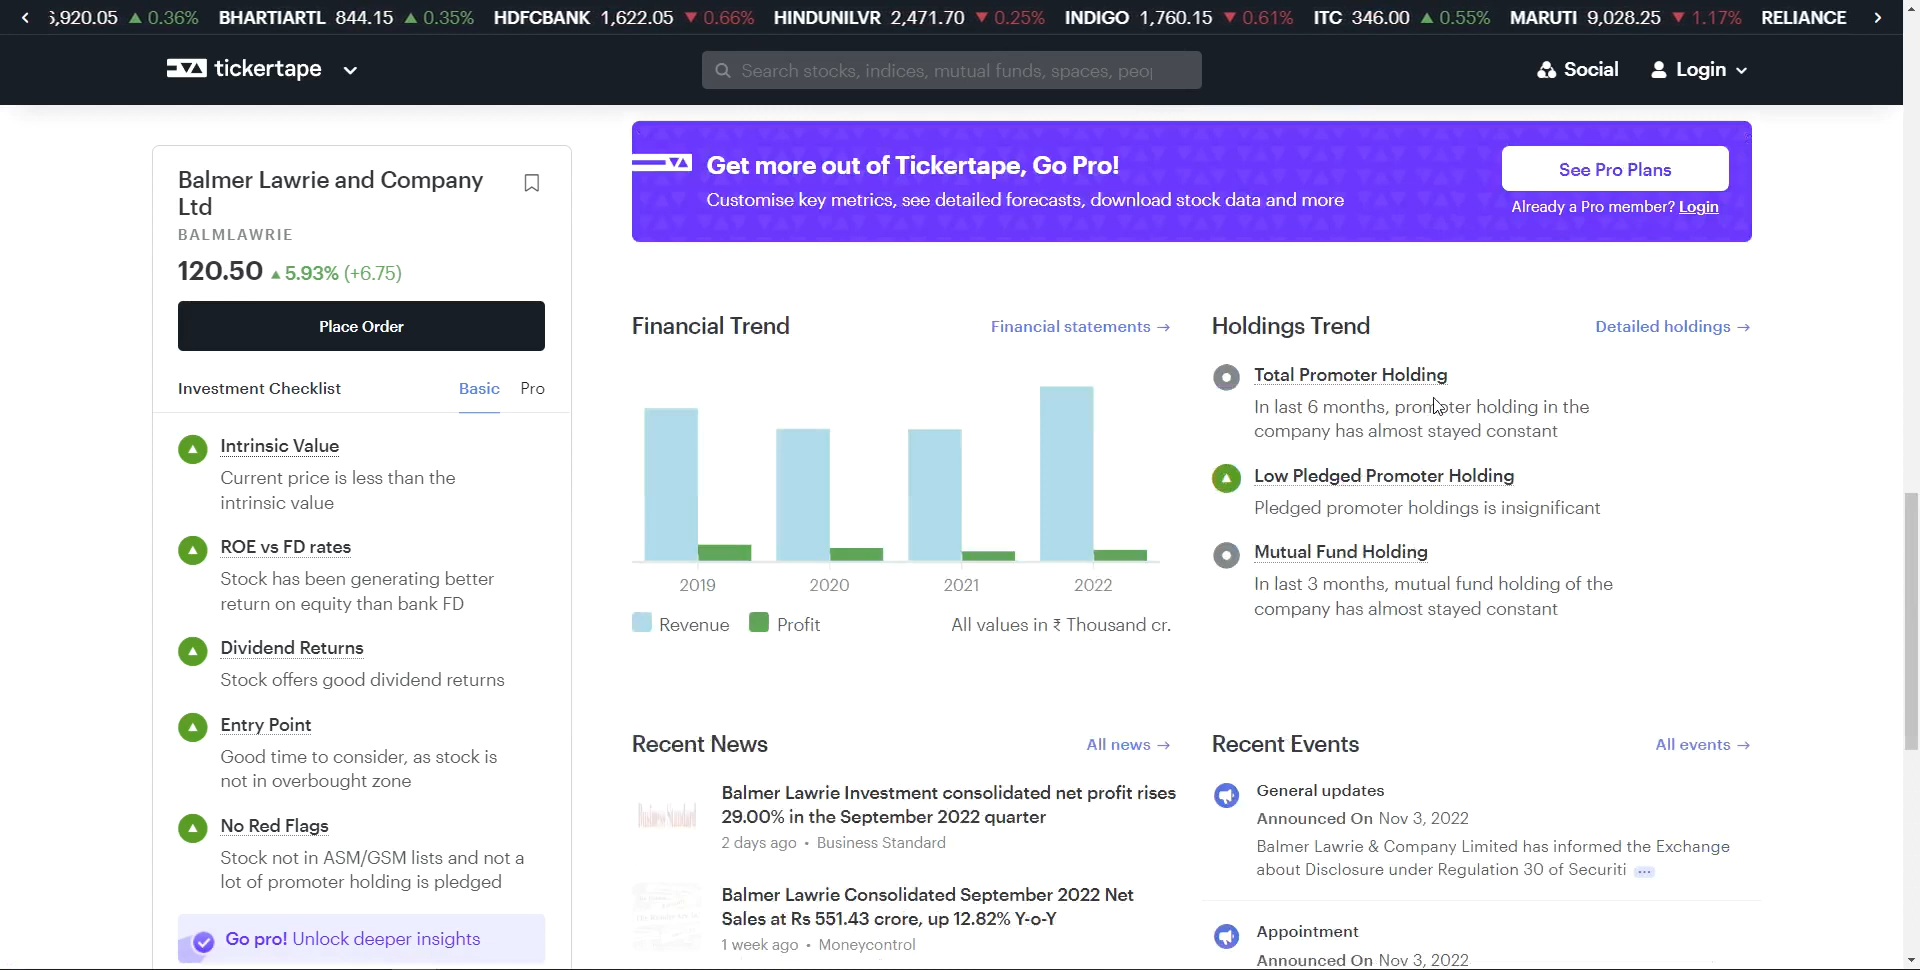 5,920.05 ▲ 0.36% BHARTIARTL 844.15 ▲ 0.35% HDFCBANK 1,622.05 ▼ 0.66% HINDUNILVR 2,471.70 ▼ 0.25% INDIGO 1,760.15 ▼ 0.61% ITC 346.00 ▲ 0.55% MARUTI 9,028.25 ▼ 1.17% RELIANCE
tickertape
Search stocks, indices, mutual funds, spaces,
Social
Login
Balmer Lawrie and Company
Ltd
BALMLAWRIE
120.50 ▲ 5.93% (+6.75)
Place Order
Investment Checklist Basic Pro
Intrinsic Value
Current price is less than the
intrinsic value
ROE vs FD rates
Stock has been generating better
return on equity than bank FD
Dividend Returns
Stock offers good dividend returns
Entry Point
Good time to consider, as stock is
not in overbought zone
No Red Flags
Stock not in ASM/GSM lists and not a
lot of promoter holding is pledged
Go pro! Unlock deeper insights
Get more out of Tickertape, Go Pro!
Customise key metrics, see detailed forecasts, download stock data and more
See Pro Plans
Already a Pro member? Login
Financial Trend Financial statements →
2019 2020 2021 2022
Revenue Profit All values in ₹ Thousand cr.
Holdings Trend Detailed holdings →
Total Promoter Holding
In last 6 months, promoter holding in the
company has almost stayed constant
Low Pledged Promoter Holding
Pledged promoter holdings is insignificant
Mutual Fund Holding
In last 3 months, mutual fund holding of the
company has almost stayed constant
Recent News All news →
Business Standard
Balmer Lawrie Investment consolidated net profit rises
29.00% in the September 2022 quarter
2 days ago • Business Standard
Balmer Lawrie Consolidated September 2022 Net
Sales at Rs 551.43 crore, up 12.82% Y-o-Y
1 week ago • Moneycontrol
Recent Events All events →
General updates
Announced On Nov 3, 2022
Balmer Lawrie & Company Limited has informed the Exchange
about Disclosure under Regulation 30 of Securiti ...
Appointment
Announced On Nov 3, 2022